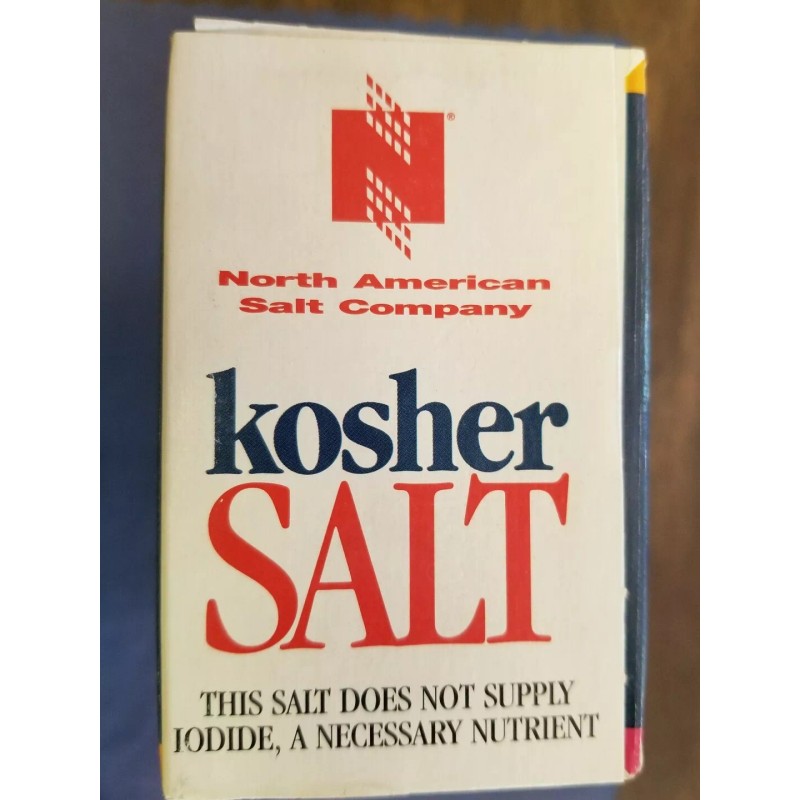 N®
North American
Salt Company
kosher
SALT
THIS SALT DOES NOT SUPPLY
IODIDE, A NECESSARY NUTRIENT